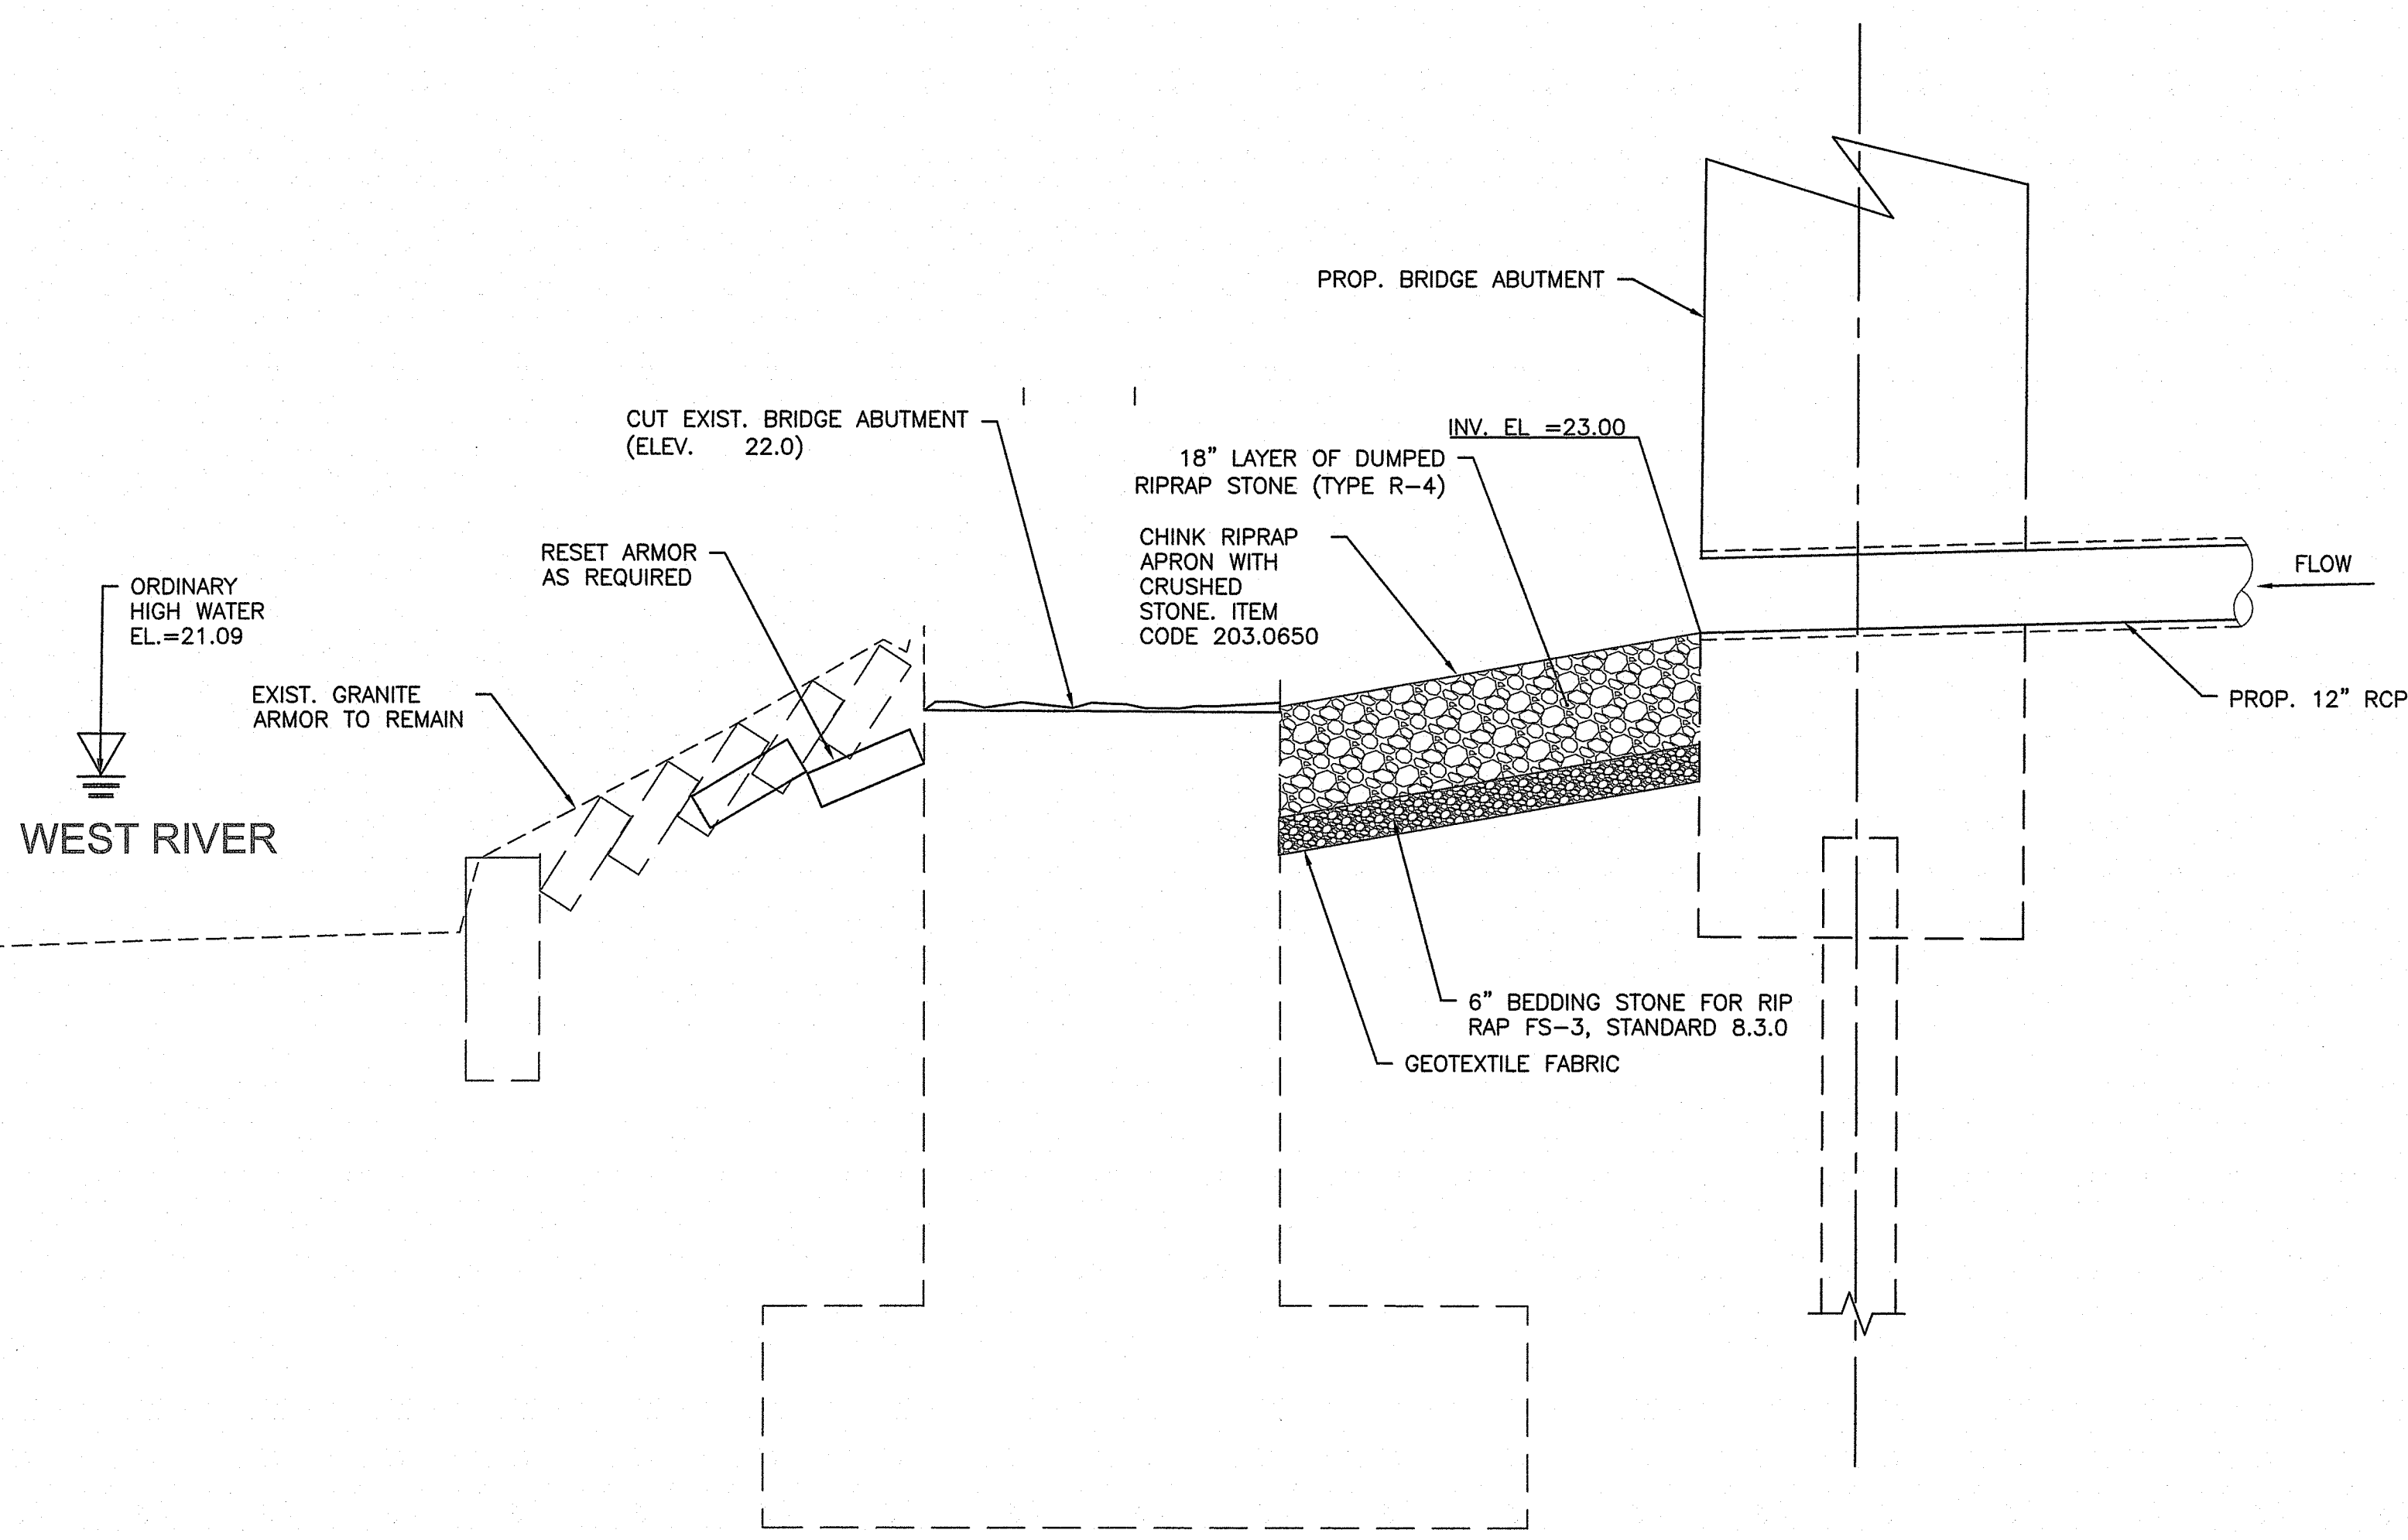 PROP. BRIDGE ABUTMENT
CUT EXIST. BRIDGE ABUTMENT
(ELEV. 22.0)
INV. EL =23.00
18" LAYER OF DUMPED
RIPRAP STONE (TYPE R-4)
CHINK RIPRAP
APRON WITH
CRUSHED
STONE. ITEM
CODE 203.0650
RESET ARMOR
AS REQUIRED
FLOW
ORDINARY
HIGH WATER
EL.=21.09
EXIST. GRANITE
ARMOR TO REMAIN
PROP. 12" RCP
WEST RIVER
6" BEDDING STONE FOR RIP
RAP FS-3, STANDARD 8.3.0
GEOTEXTILE FABRIC